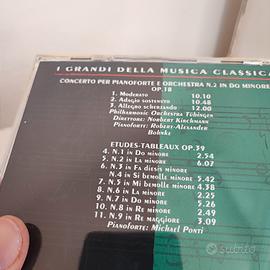 I GRANDI DELLA MUSICA CLASSICA
CONCERTO PER PIANOFORTE E ORCHESTRA N.2 IN DO MINORE
OP.18
1. Moderato 10.10
2. Adagio sostenuto 10.48
3. Allegro scherzando 12.00
Philharmonic Orchestra Tübingen
Direttore: Norbert Kirchmann
Pianoforte: Robert-Alexander
Bohnke
ETUDES-TABLEAUX OP.39
4. N.1 in Do minore 2.54
5. N.2 in La minore 6.07
6. N.3 in Fa diesis minore
N.4 in Si bemolle minore 5.42
7. N.5 in Mi bemolle minore 4.38
8. N.6 in La minore 2.25
9. N.7 in Do minore 5.26
10. N.8 in Re minore 2.49
11. N.9 in Re maggiore 3.09
Pianoforte: Michael Ponti
subito